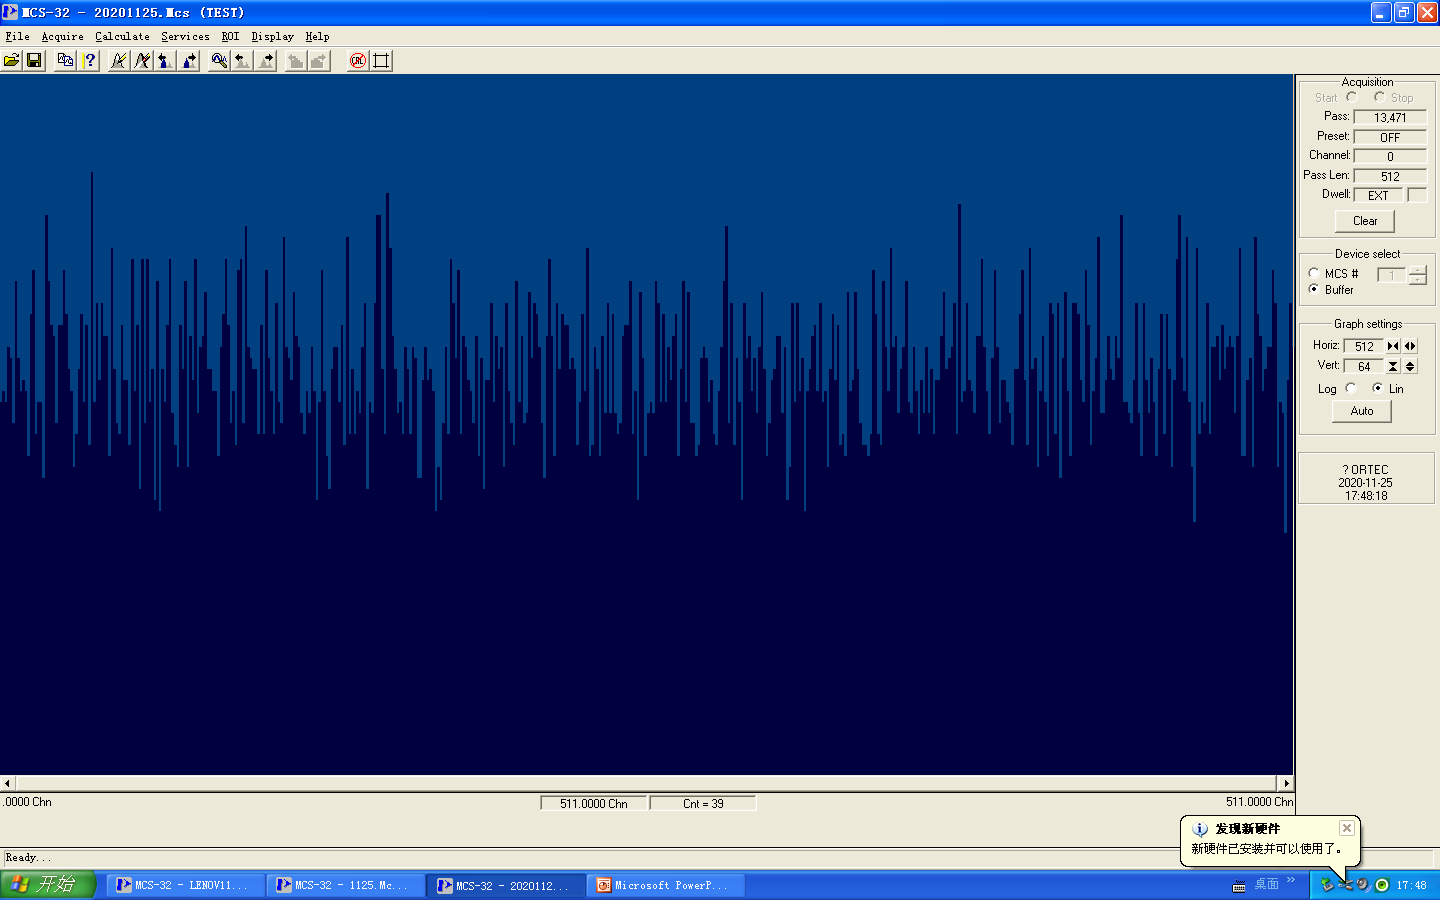 MCS-32 - 20201125.Mcs (TEST)
File Acquire Calculate Services ROI Display Help
Acquisition
Start Stop
Pass: 13,471
Preset: OFF
Channel: 0
Pass Len: 512
Dwell: EXT
Clear
Device select
MCS # 1
Buffer
Graph settings
Horiz: 512
Vert: 64
Log Lin
Auto
? ORTEC
2020-11-25
17:48:18
.0000 Chn 511.0000 Chn Cnt = 39 511.0000 Chn
发现新硬件
新硬件已安装并可以使用了。
Ready...
开始 MCS-32 - LENOV11... MCS-32 - 1125.Mc... MCS-32 - 2020112... Microsoft PowerP... 桌面 » 17:48